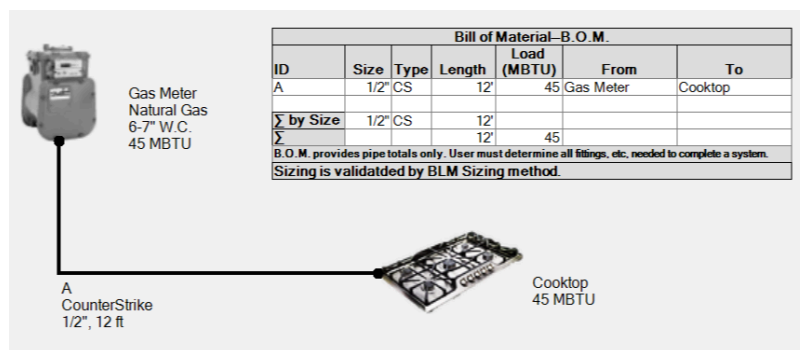 Bill of Material–B.O.M.
ID Size Type Length Load (MBTU) From To
A 1/2" CS 12' 45 Gas Meter Cooktop
∑ by Size 1/2" CS 12'
∑ 12' 45
B.O.M. provides pipe totals only. User must determine all fittings, etc, needed to complete a system.
Sizing is validatded by BLM Sizing method.
Gas Meter
Natural Gas
6-7" W.C.
45 MBTU
A
CounterStrike
1/2", 12 ft
Cooktop
45 MBTU